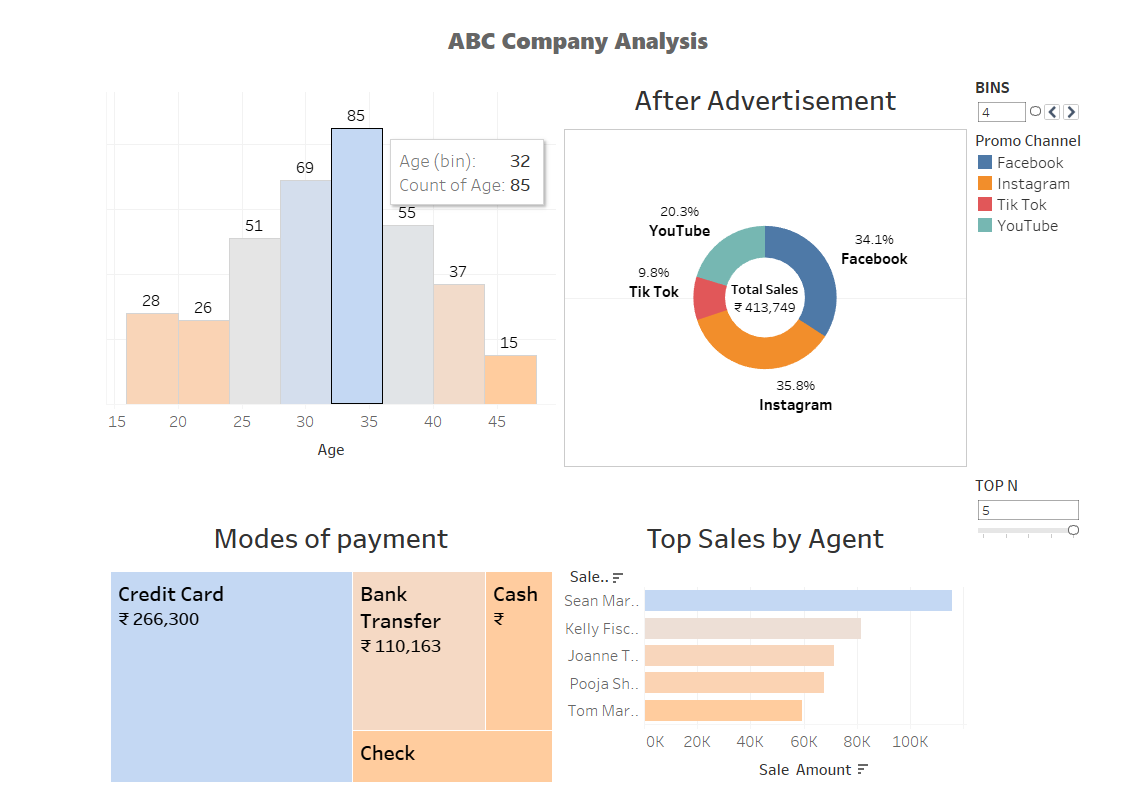 ABC Company Analysis
85
69
51
28
26
55
37
15
Age (bin): 32
Count of Age: 85
15 20 25 30 35 40 45
Age
After Advertisement
20.3%
YouTube
34.1%
Facebook
9.8%
Tik Tok
Total Sales
₹ 413,749
35.8%
Instagram
BINS
4
Promo Channel
Facebook
Instagram
Tik Tok
YouTube
TOP N
5
Modes of payment
Credit Card
₹ 266,300
Bank
Transfer
₹ 110,163
Cash
₹
Check
Top Sales by Agent
Sale..
Sean Mar..
Kelly Fisc..
Joanne T..
Pooja Sh..
Tom Mar..
0K 20K 40K 60K 80K 100K
Sale Amount